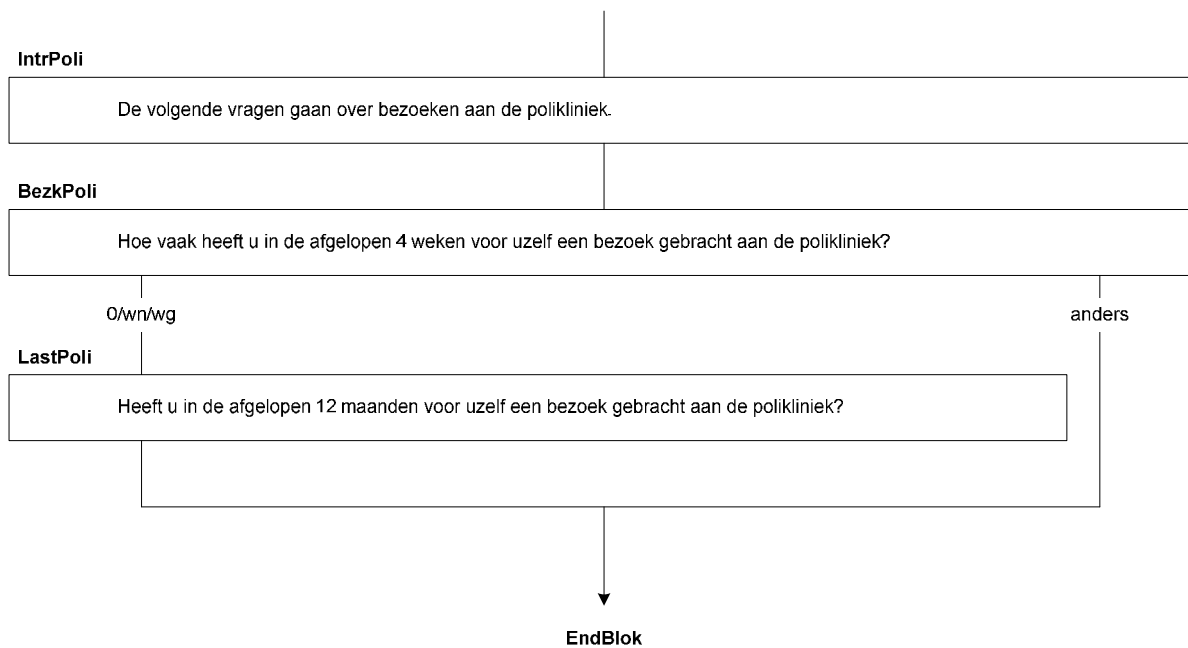 IntrPoli
De volgende vragen gaan over bezoeken aan de polikliniek.
BezkPoli
Hoe vaak heeft u in de afgelopen 4 weken voor uzelf een bezoek gebracht aan de polikliniek?
0/wn/wg
anders
LastPoli
Heeft u in de afgelopen 12 maanden voor uzelf een bezoek gebracht aan de polikliniek?
EndBlok